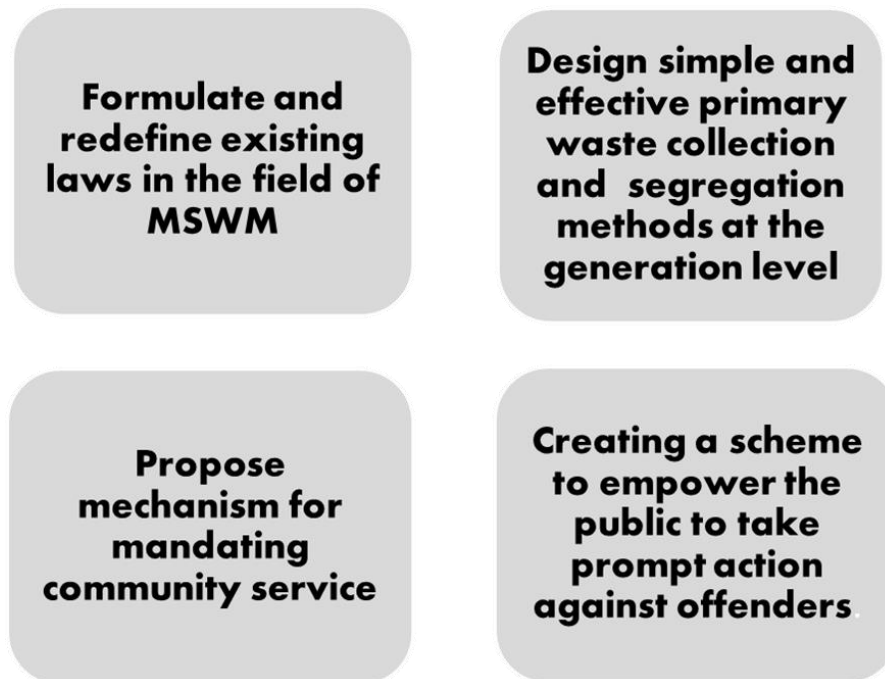 Formulate and
redefine existing
laws in the field of
MSWM
Design simple and
effective primary
waste collection
and segregation
methods at the
generation level
Propose
mechanism for
mandating
community service
Creating a scheme
to empower the
public to take
prompt action
against offenders.